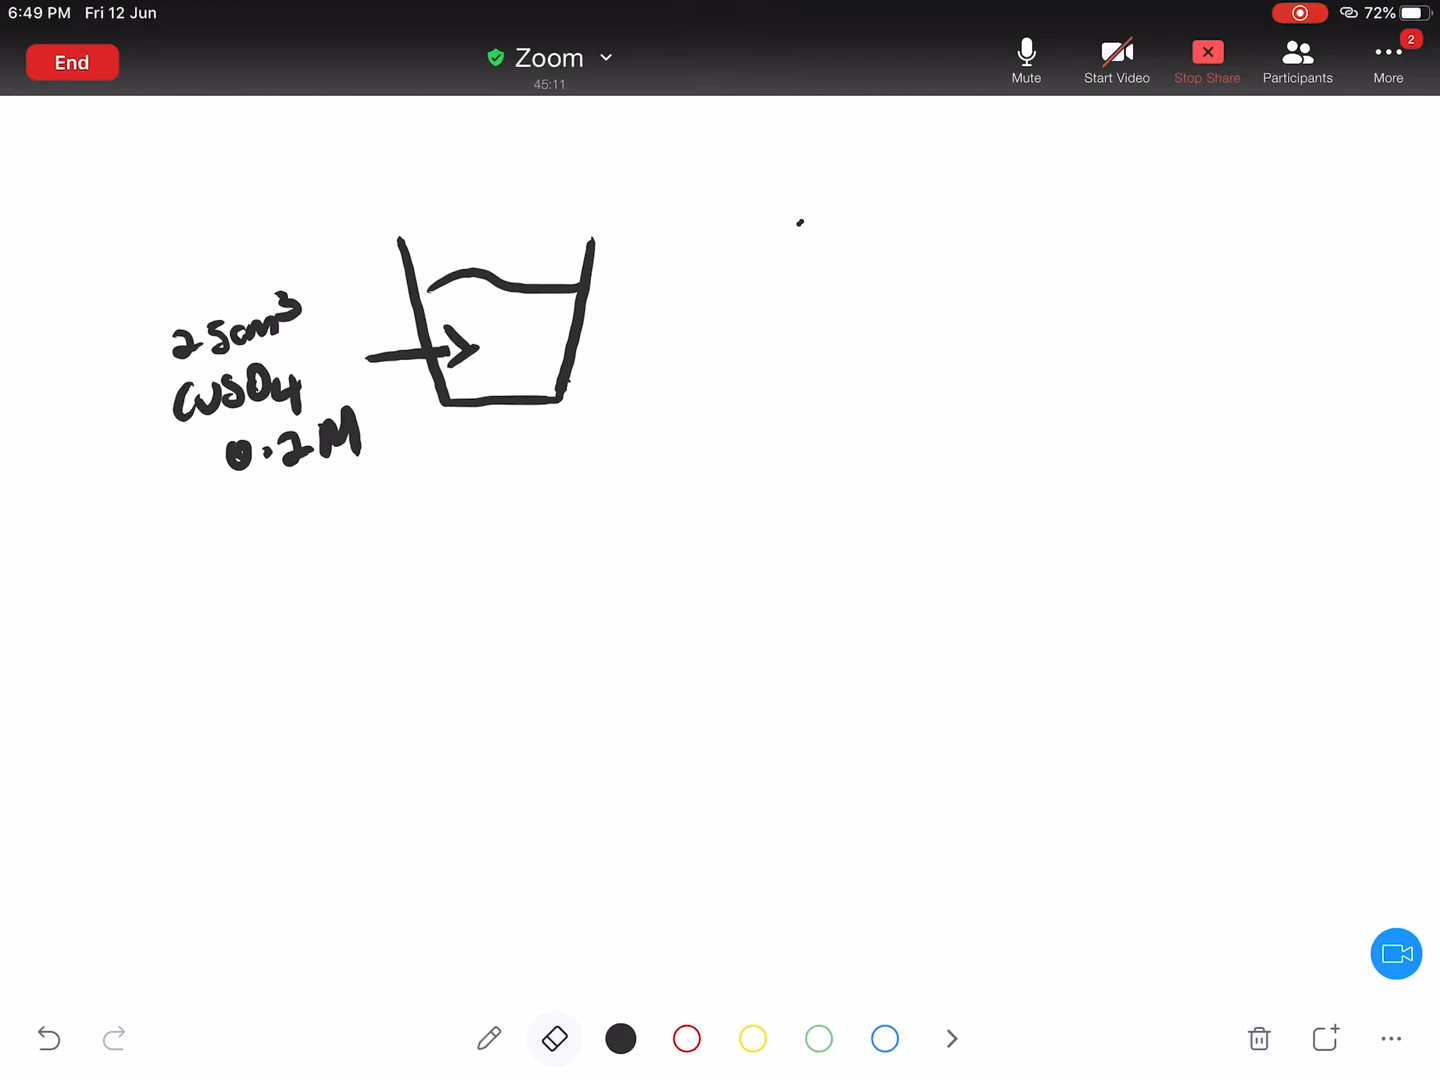 6:49 PM Fri 12 Jun
72%
2
End
Zoom
45:11
Mute
Start Video
Stop Share
Participants
More
25cm³
CuSO4
0.2M